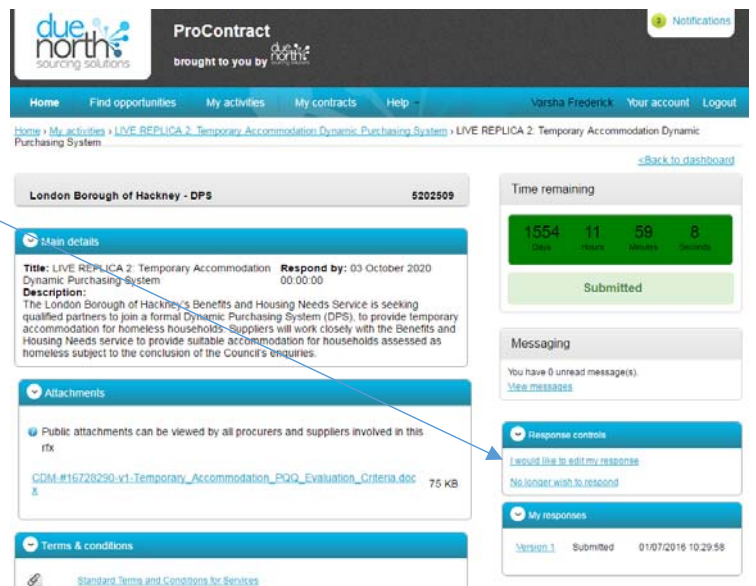 due
north
sourcing solutions
ProContract
brought to you by due north
Notifications
Home Find opportunities My activities My contracts Help
Varsha Frederick Your account Logout
Home › My activities › LIVE REPLICA 2: Temporary Accommodation Dynamic Purchasing System › LIVE REPLICA 2: Temporary Accommodation Dynamic
Purchasing System
<Back to dashboard
London Borough of Hackney - DPS 5202509
Main details
Title: LIVE REPLICA 2: Temporary Accommodation
Dynamic Purchasing System
Respond by: 03 October 2020
00:00:00
Description:
The London Borough of Hackney's Benefits and Housing Needs Service is seeking
qualified partners to join a formal Dynamic Purchasing System (DPS), to provide temporary
accommodation for homeless households. Suppliers will work closely with the Benefits and
Housing Needs service to provide suitable accommodation for households assessed as
homeless subject to the conclusion of the Council's enquiries.
Attachments
Public attachments can be viewed by all procurers and suppliers involved in this
rfx
CDM-#16728290-v1-Temporary_Accommodation_PQQ_Evaluation_Criteria.doc
x
75 KB
Terms & conditions
Standard Terms and Conditions for Services
Time remaining
1554 11 59 8
Days Hours Minutes Seconds
Submitted
Messaging
You have 0 unread message(s).
View messages
Response controls
I would like to edit my response
No longer wish to respond
My responses
Version 1 Submitted 01/07/2016 10:29:58